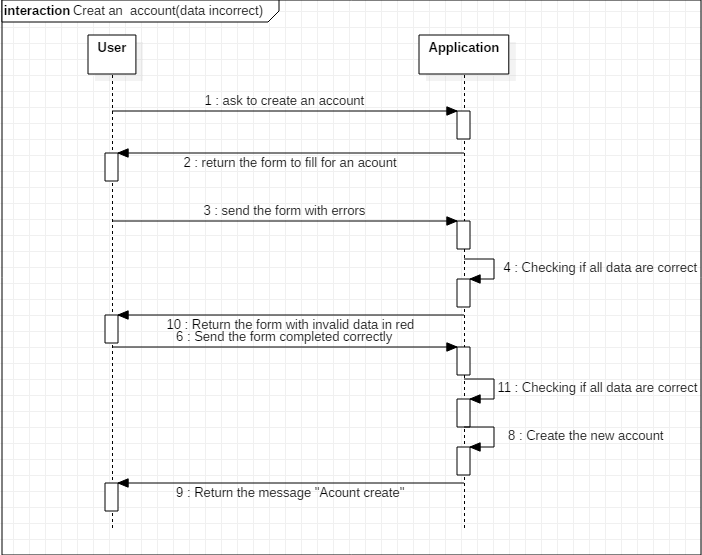 interaction Creat an  account(data incorrect)
User
Application
1 : ask to create an account
2 : return the form to fill for an acount
3 : send the form with errors
4 : Checking if all data are correct
10 : Return the form with invalid data in red
6 : Send the form completed correctly
11 : Checking if all data are correct
8 : Create the new account
9 : Return the message "Acount create"